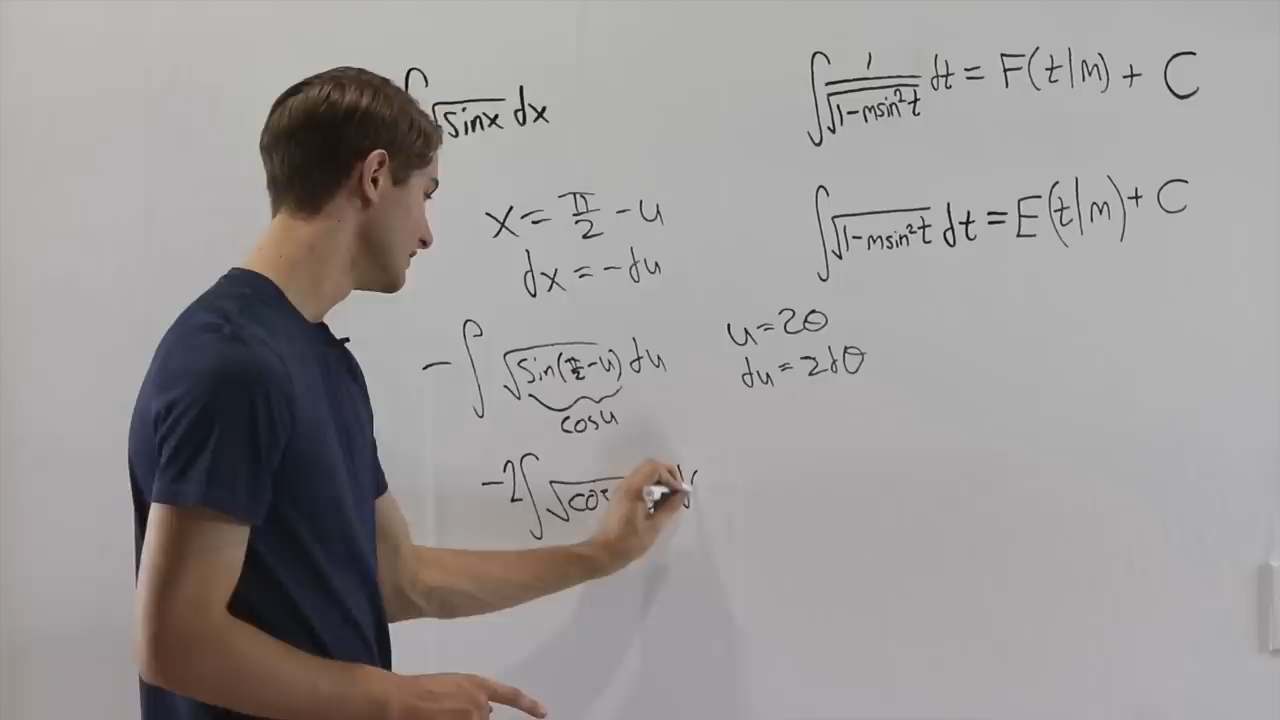 ∫√sinx dx
x = π/2 - u
dx = -du
-∫√sin(π/2 - u) du
cosu
-2∫√cos
∫ 1/√1-msin²t dt = F(t|m) + C
∫√1-msin²t dt = E(t|m) + C
u = 2θ
du = 2dθ